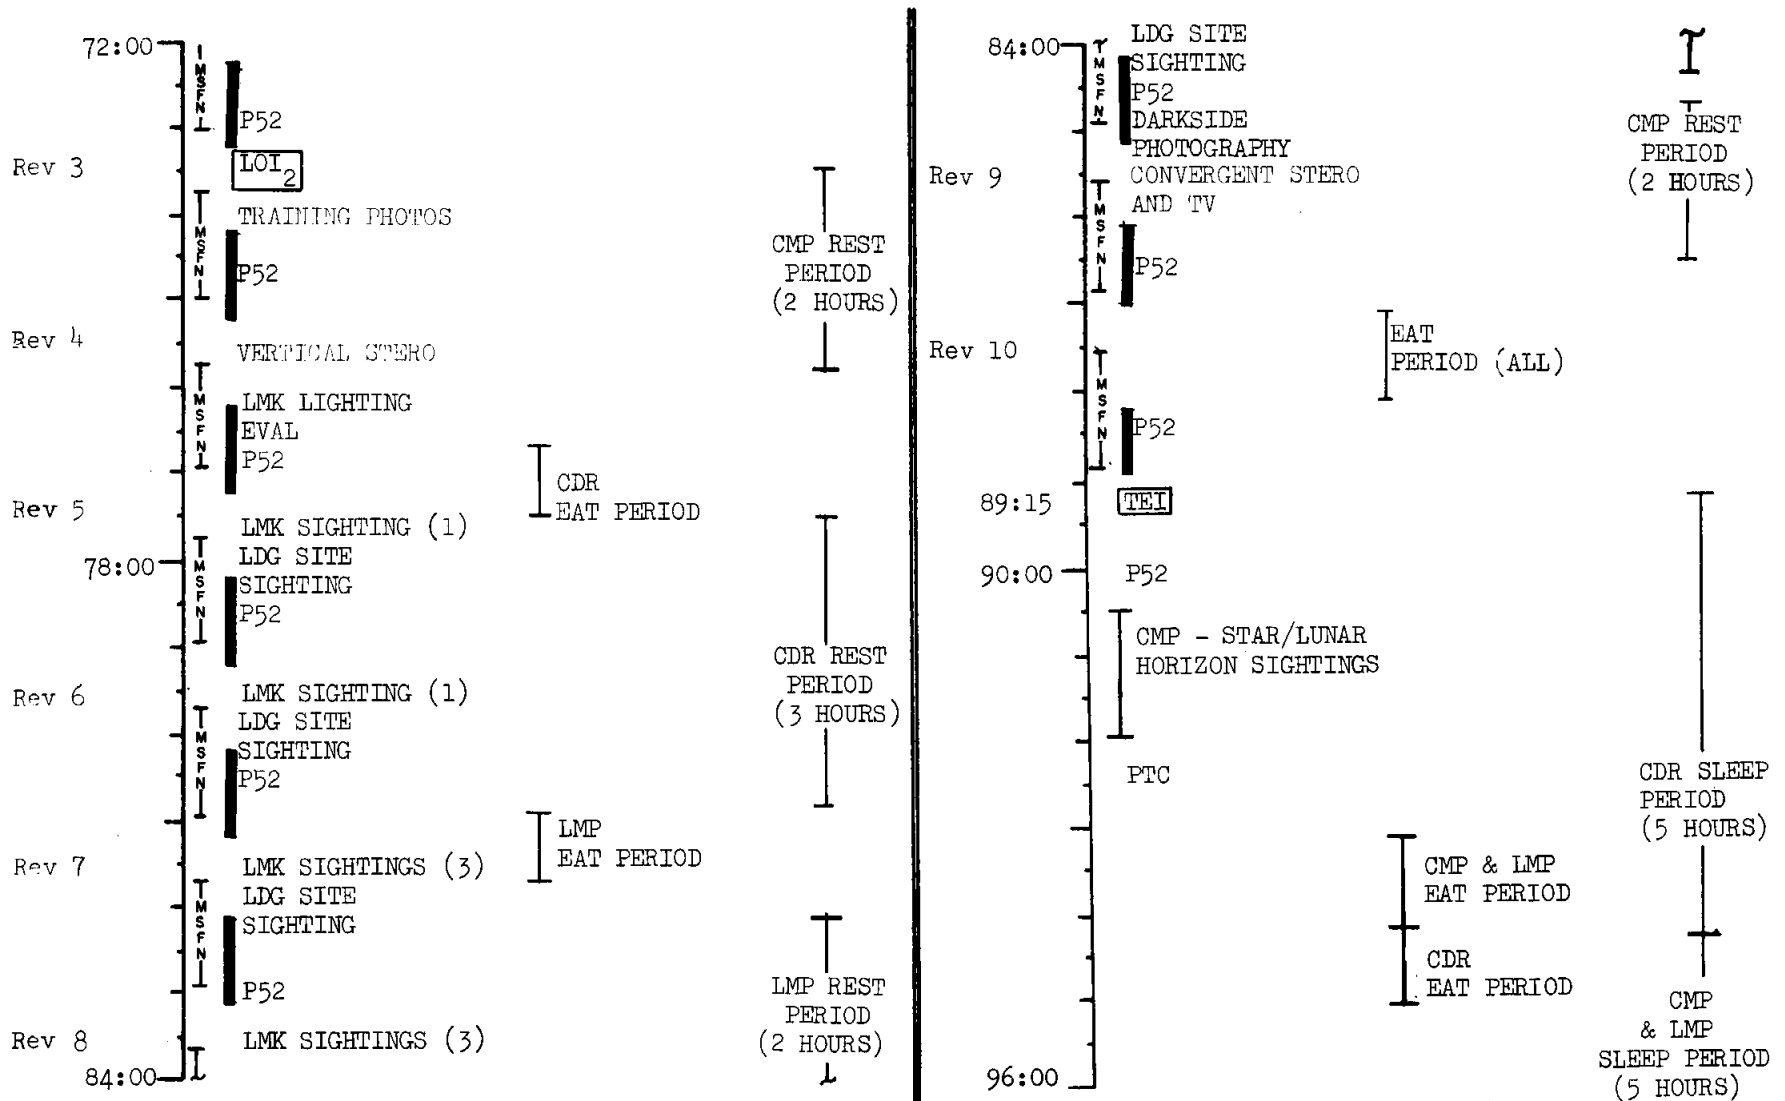 72:00
MSFN
P52
Rev 3
LOI2
TRAINING PHOTOS
MSFN
P52
CMP REST
PERIOD
(2 HOURS)
Rev 4
VERTICAL STERO
MSFN
LMK LIGHTING
EVAL
P52
CDR
EAT PERIOD
Rev 5
LMK SIGHTING (1)
LDG SITE
SIGHTING
78:00
MSFN
P52
CDR REST
PERIOD
(3 HOURS)
Rev 6
LMK SIGHTING (1)
LDG SITE
SIGHTING
MSFN
P52
LMP
EAT PERIOD
Rev 7
LMK SIGHTINGS (3)
LDG SITE
SIGHTING
MSFN
P52
LMP REST
PERIOD
(2 HOURS)
Rev 8
LMK SIGHTINGS (3)
84:00
84:00
MSFN
LDG SITE
SIGHTING
P52
DARKSIDE
PHOTOGRAPHY
CMP REST
PERIOD
(2 HOURS)
Rev 9
CONVERGENT STERO
AND TV
MSFN
P52
Rev 10
EAT
PERIOD (ALL)
MSFN
P52
89:15
TEI
90:00
P52
CMP - STAR/LUNAR
HORIZON SIGHTINGS
PTC
CDR SLEEP
PERIOD
(5 HOURS)
CMP & LMP
EAT PERIOD
CDR
EAT PERIOD
CMP
& LMP
SLEEP PERIOD
(5 HOURS)
96:00